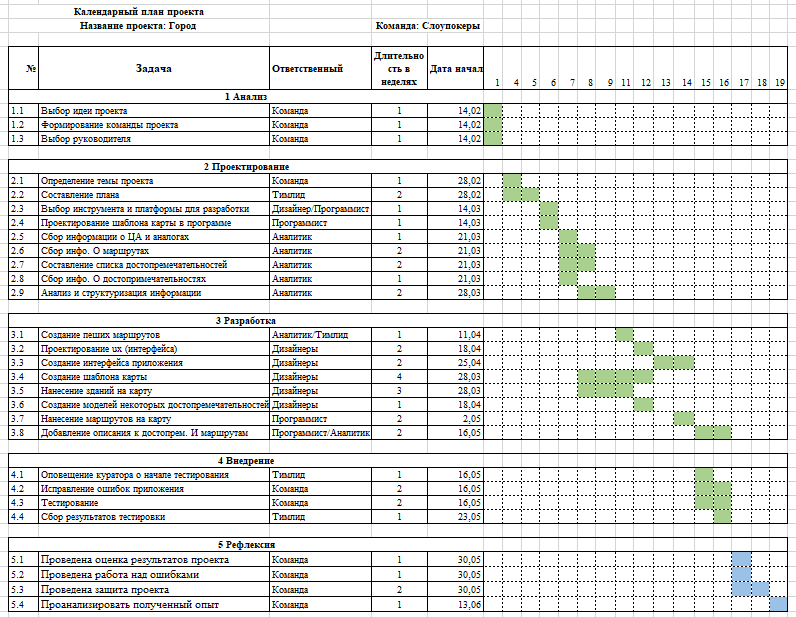 Календарный план проекта
Название проекта: Город Команда: Слоупокеры
№ Задача Ответственный Длительно сть в неделях Дата начал 1 4 5 6 7 8 9 11 12 13 14 15 16 17 18 19
1 Анализ
1.1 Выбор идеи проекта Команда 1 14,02
1.2 Формирование команды проекта Команда 1 14,02
1.3 Выбор руководителя Команда 1 14,02
2 Проектирование
2.1 Определение темы проекта Команда 1 28,02
2.2 Составление плана Тимлид 2 28,02
2.3 Выбор инструмента и платформы для разработки Дизайнер/Программист 1 14,03
2.4 Проектирование шаблона карты в программе Программист 1 14,03
2.5 Сбор информации о ЦА и аналогах Аналитик 1 21,03
2.6 Сбор инфо. О маршрутах Аналитик 2 21,03
2.7 Составление списка достопремечательностей Аналитик 2 21,03
2.8 Сбор инфо. О достопримечательностях Аналитик 1 21,03
2.9 Анализ и структуризация информации Аналитик 2 28,03
3 Разработка
3.1 Создание пеших маршрутов Аналитик/Тимлид 1 11,04
3.2 Проектирование ux (интерфейса) Дизайнеры 2 18,04
3.3 Создание интерфейса приложения Дизайнеры 2 25,04
3.4 Создание шаблона карты Дизайнеры 4 28,03
3.5 Нанесение зданий на карту Дизайнеры 3 28,03
3.6 Создание моделей некоторых достопремечательностей Дизайнеры 1 18,04
3.7 Нанесение маршрутов на карту Программист 2 2,05
3.8 Добавление описания к достопрем. И маршрутам Программист/Аналитик 2 16,05
4 Внедрение
4.1 Оповещение куратора о начале тестирования Тимлид 1 16,05
4.2 Исправление ошибок приложения Команда 2 16,05
4.3 Тестирование Команда 2 16,05
4.4 Сбор результатов тестировки Тимлид 1 23,05
5 Рефлексия
5.1 Проведена оценка результатов проекта Команда 1 30,05
5.2 Проведена работа над ошибками Команда 1 30,05
5.3 Проведена защита проекта Команда 2 30,05
5.4 Проанализировать полученный опыт Команда 1 13,06